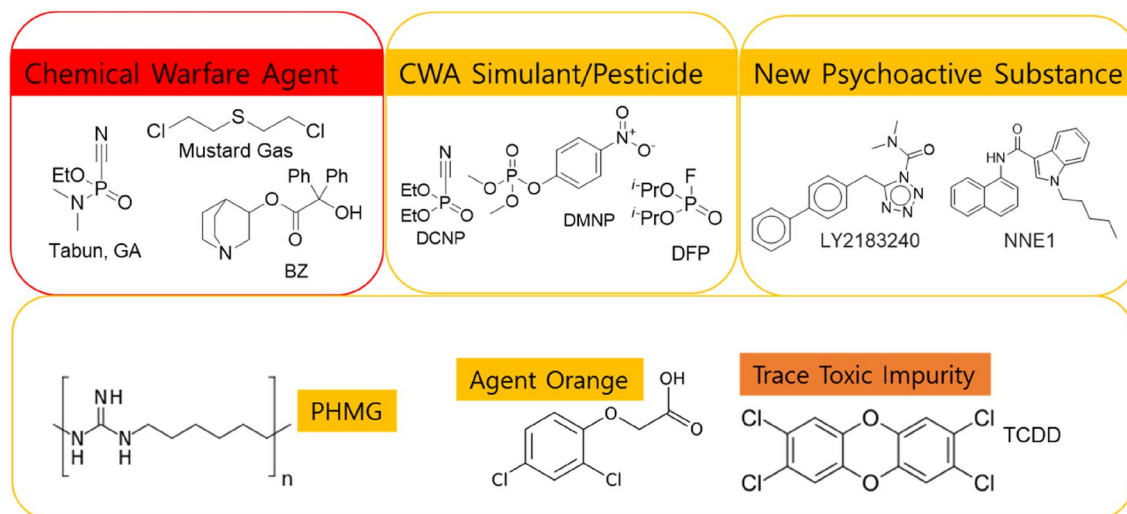 Chemical Warfare Agent
CWA Simulant/Pesticide
New Psychoactive Substance
N
EtO
P
N
O
Tabun, GA
Cl
S
Cl
Mustard Gas
Ph
Ph
O
OH
O
N
BZ
N
EtO
EtO
P
O
DCNP
O
O
P
O
O
O
N+
O-
DMNP
i-PrO
F
i-PrO
P
O
DFP
N
O
N
N
N
N
LY2183240
O
HN
N
NNE1
NH
N
H
N
H
n
PHMG
Agent Orange
OH
O
O
Cl
Cl
Trace Toxic Impurity
Cl
O
Cl
Cl
O
Cl
TCDD